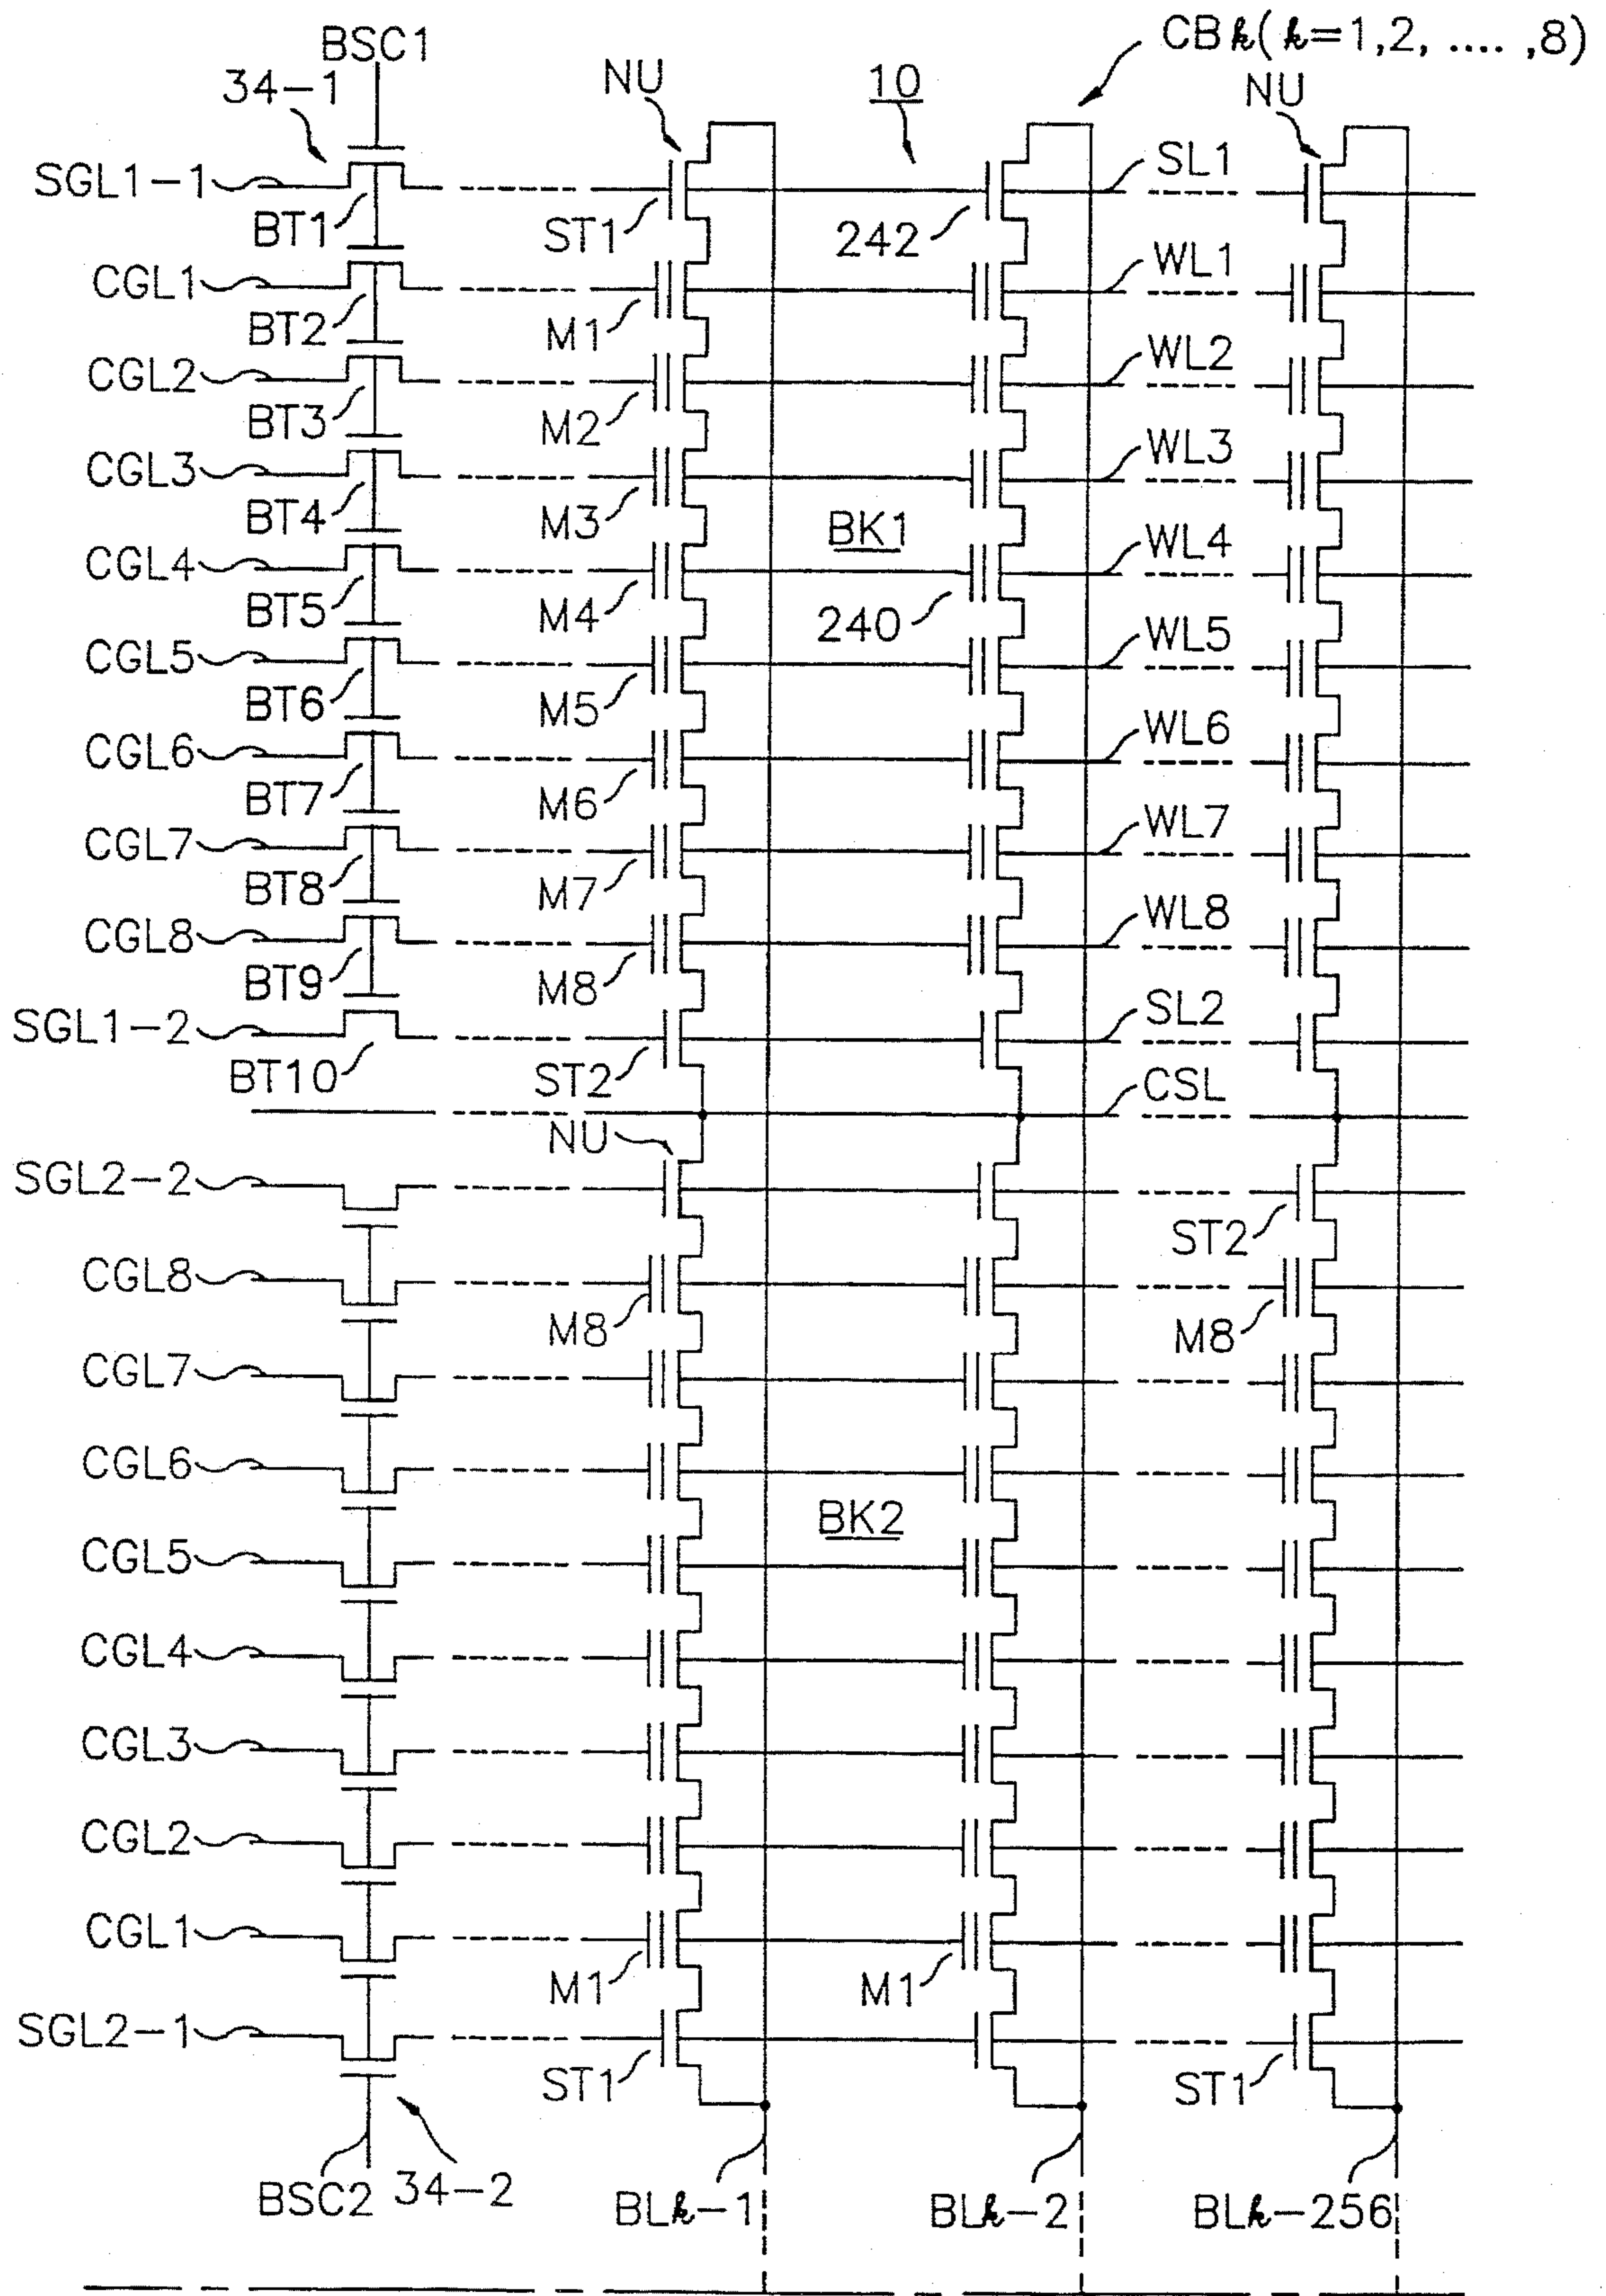 CBk(k=1,2, .... ,8)
BSC1
NU
10
NU
34-1
SGL1-1
SL1
BT1
ST1
242
CGL1
WL1
BT2
M1
CGL2
WL2
BT3
M2
CGL3
WL3
BT4
M3
BK1
CGL4
WL4
BT5
M4
240
CGL5
WL5
BT6
M5
CGL6
WL6
BT7
M6
CGL7
WL7
BT8
M7
CGL8
WL8
BT9
M8
SGL1-2
SL2
BT10
ST2
CSL
NU
SGL2-2
ST2
CGL8
M8
M8
CGL7
CGL6
BK2
CGL5
CGL4
CGL3
CGL2
CGL1
M1
M1
SGL2-1
ST1
ST1
BSC2
34-2
BLk-1
BLk-2
BLk-256